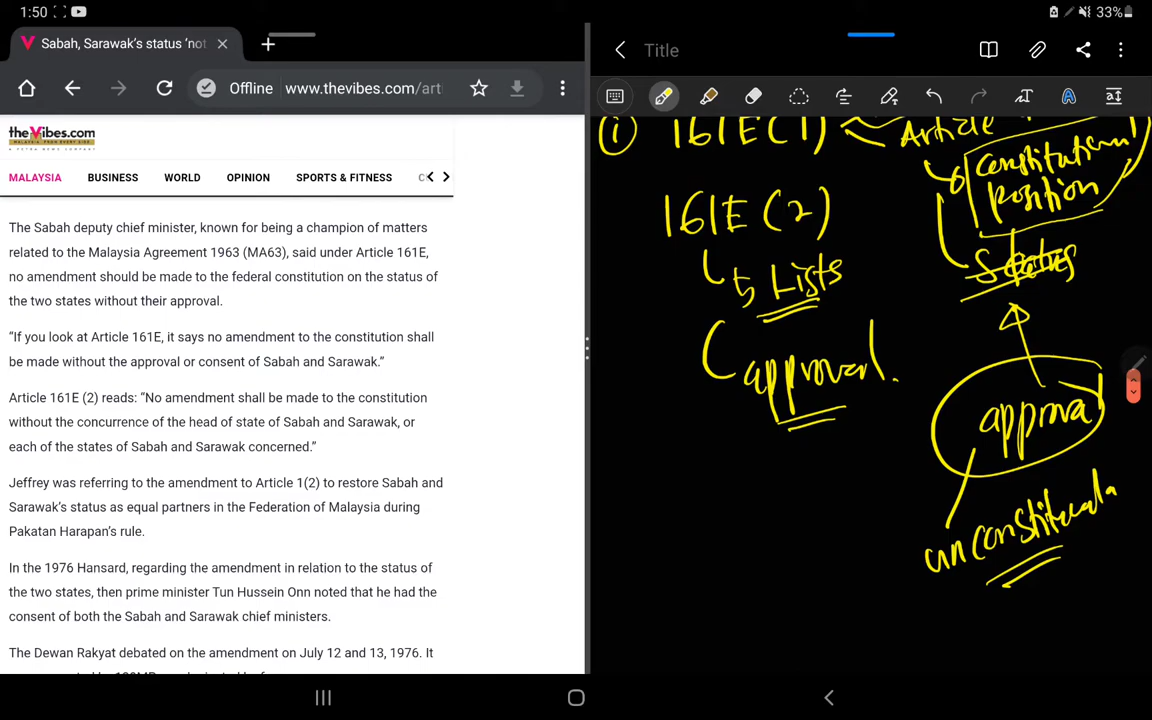 1:50
33%
Sabah, Sarawak's status 'not
Offline www.thevibes.com/arti
Title
theVibes.com
MALAYSIA BUSINESS WORLD OPINION SPORTS & FITNESS
The Sabah deputy chief minister, known for being a champion of matters
related to the Malaysia Agreement 1963 (MA63), said under Article 161E,
no amendment should be made to the federal constitution on the status of
the two states without their approval.
“If you look at Article 161E, it says no amendment to the constitution shall
be made without the approval or consent of Sabah and Sarawak.”
Article 161E (2) reads: “No amendment shall be made to the constitution
without the concurrence of the head of state of Sabah and Sarawak, or
each of the states of Sabah and Sarawak concerned.”
Jeffrey was referring to the amendment to Article 1(2) to restore Sabah and
Sarawak’s status as equal partners in the Federation of Malaysia during
Pakatan Harapan’s rule.
In the 1976 Hansard, regarding the amendment in relation to the status of
the two states, then prime minister Tun Hussein Onn noted that he had the
consent of both the Sabah and Sarawak chief ministers.
The Dewan Rakyat debated on the amendment on July 12 and 13, 1976. It
① 161E(1) Article
constitutional
position
161E (2)
5 Lists
approval.
approval